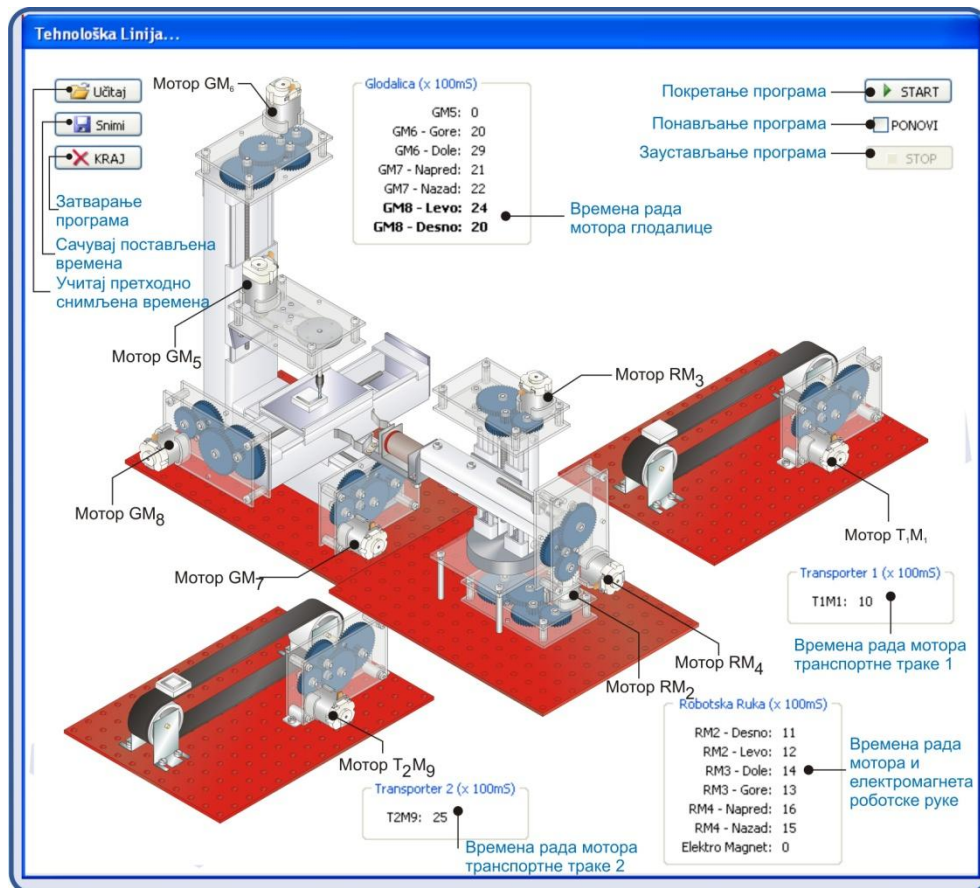 Tehnološka Linija...
Učitaj
Snimi
KRAJ
Затварање
програма
Сачувај постављена
времена
Учитај претходно
снимљена времена
Мотор GM₆
Glodalica (x 100mS)
GM5: 0
GM6 - Gore: 20
GM6 - Dole: 29
GM7 - Napred: 21
GM7 - Nazad: 22
GM8 - Levo: 24
GM8 - Desno: 20
Времена рада
мотора глодалице
Покретање програма
START
Понављање програма
PONOVI
Заустављање програма
STOP
Мотор GM₅
Мотор RM₃
Мотор GM₈
Мотор GM₇
Мотор T₁M₁
Transporter 1 (x 100mS)
T1M1: 10
Времена рада мотора
транспортне траке 1
Мотор RM₄
Мотор RM₂
Robotska Ruka (x 100mS)
RM2 - Desno: 11
RM2 - Levo: 12
RM3 - Dole: 14
RM3 - Gore: 13
RM4 - Napred: 16
RM4 - Nazad: 15
Elektro Magnet: 0
Времена рада
мотора и
електромагнета
роботске руке
Мотор T₂M₉
Transporter 2 (x 100mS)
T2M9: 25
Времена рада мотора
транспортне траке 2